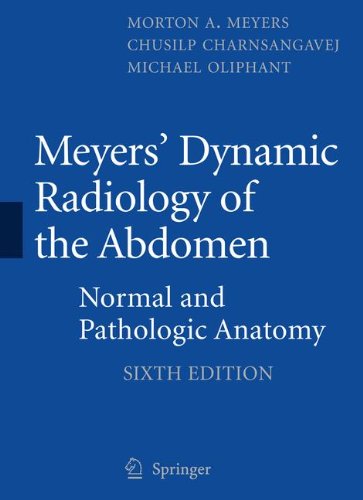 MORTON A. MEYERS
CHUSILP CHARNSANGAVEJ
MICHAEL OLIPHANT
Meyers' Dynamic
Radiology of
the Abdomen
Normal and
Pathologic Anatomy
SIXTH EDITION
Springer